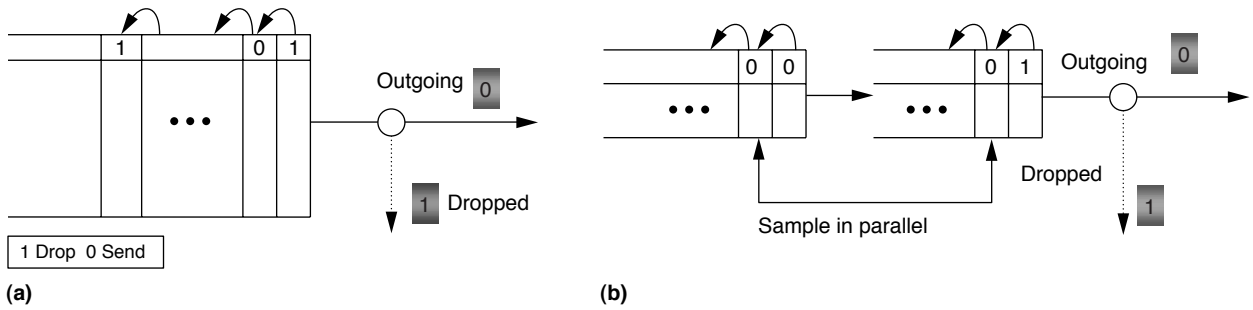 1 0 1
Outgoing 0
1 Dropped
1 Drop 0 Send
(a)
0 0 0 1
Outgoing 0
Dropped
1
Sample in parallel
(b)